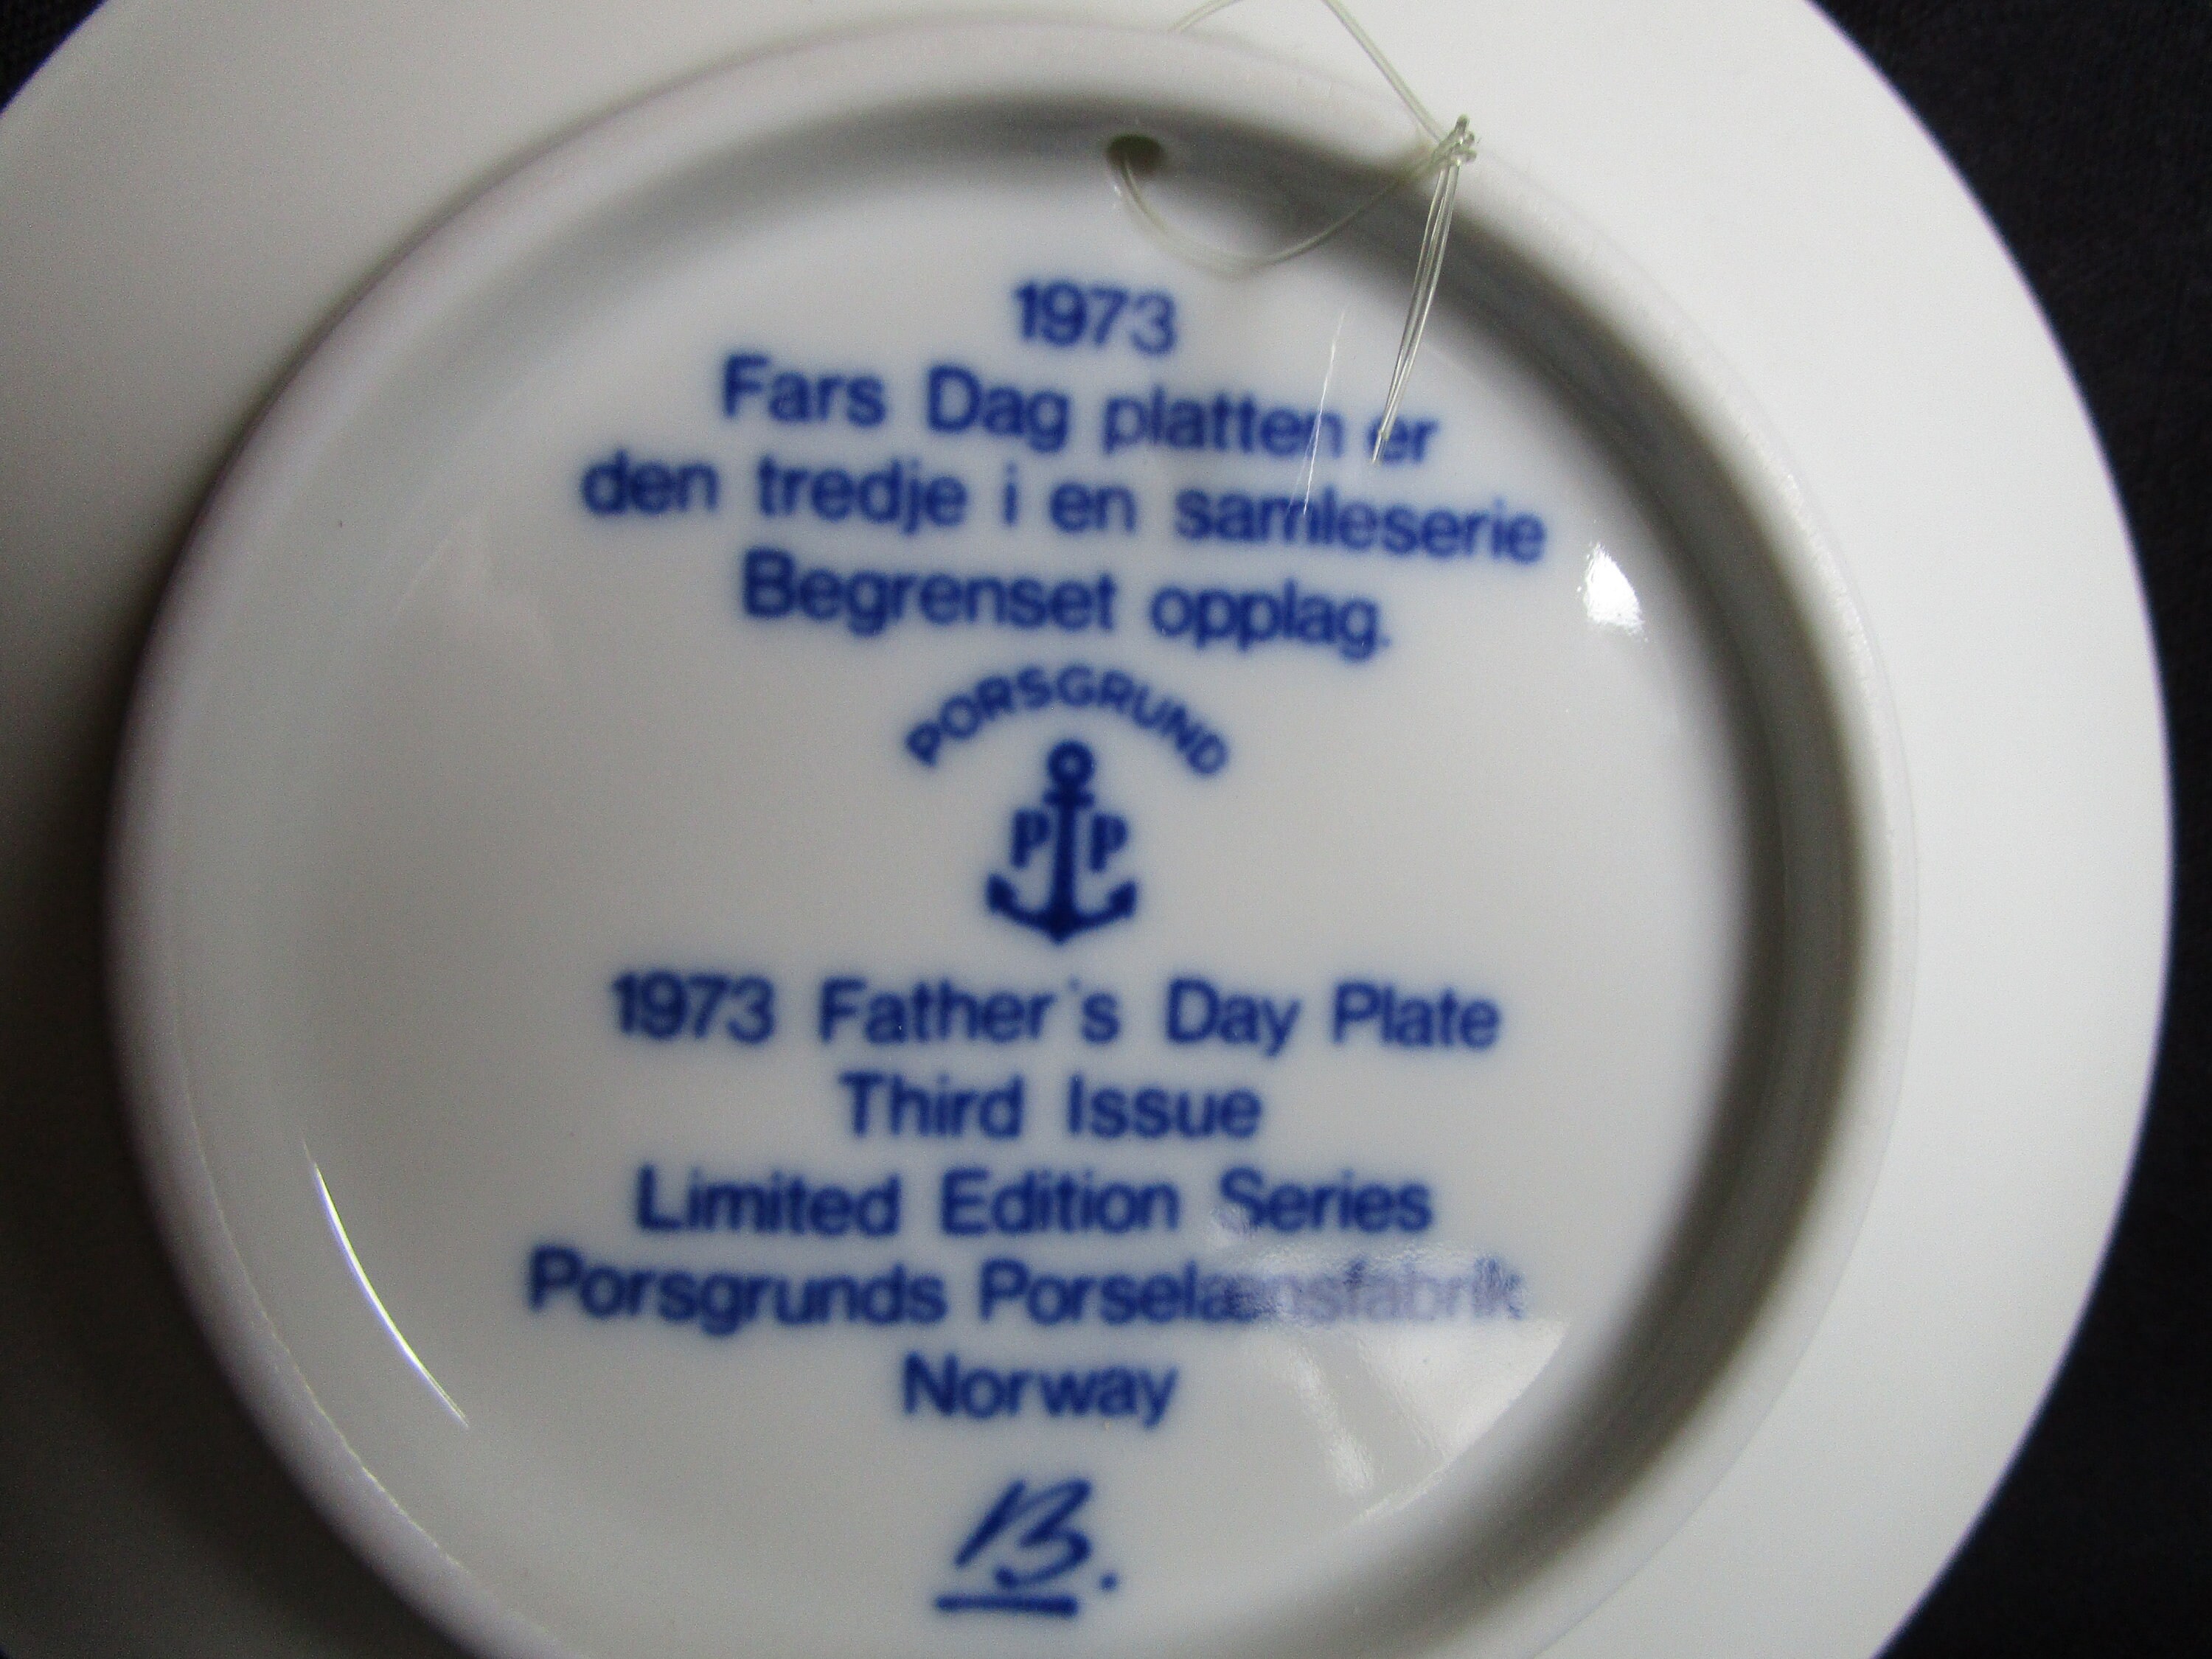 1973
Fars Dag platten er
den tredje i en samleserie
Begrenset opplag.
PORSGRUND
P P
1973 Father's Day Plate
Third Issue
Limited Edition Series
Porsgrunds Porselaensfabrik
Norway
B.